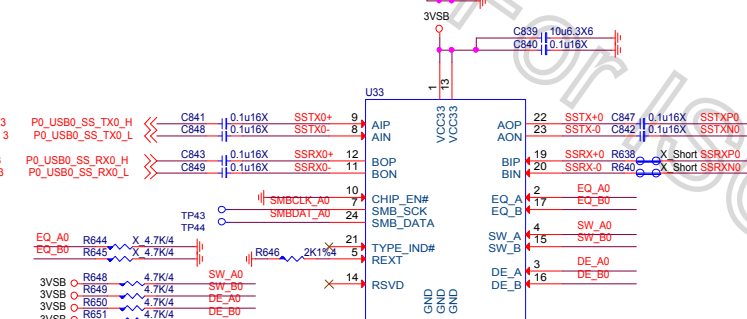 For Iso
3VSB
C839 10u6.3X6
C840 0.1u16X
U33
1 13
VCC33
VCC33
P0_USB0_SS_TX0_H C841 0.1u16X SSTX0+ 9 AIP AOP 22 SSTX+0 C847 0.1u16X SSTXP0
3 P0_USB0_SS_TX0_L C848 0.1u16X SSTX0- 8 AIN AON 23 SSTX-0 C842 0.1u16X SSTXN0
P0_USB0_SS_RX0_H C843 0.1u16X SSRX0+ 12 BOP BIP 19 SSRX+0 R638 X_Short SSRXP0
P0_USB0_SS_RX0_L C849 0.1u16X SSRX0- 11 BON BIN 20 SSRX-0 R640 X_Short SSRXN0
10 CHIP_EN# EQ_A 2 EQ_A0
SMBCLK_A0 7 SMB_SCK EQ_B 17 EQ_B0
TP43 SMBDAT_A0 24 SMB_DATA
TP44
SW_A 4 SW_A0
SW_B 15 SW_B0
EQ_A0 R644 X_4.7K/4 21 TYPE_IND#
EQ_B0 R645 X_4.7K/4 R646 2K1%4 5 REXT
DE_A 3 DE_A0
14 RSVD DE_B 16 DE_B0
3VSB R648 4.7K/4 SW_A0
3VSB R649 4.7K/4 SW_B0
3VSB R650 4.7K/4 DE_A0
3VSB R651 4.7K/4 DE_B0
GND
GND
GND